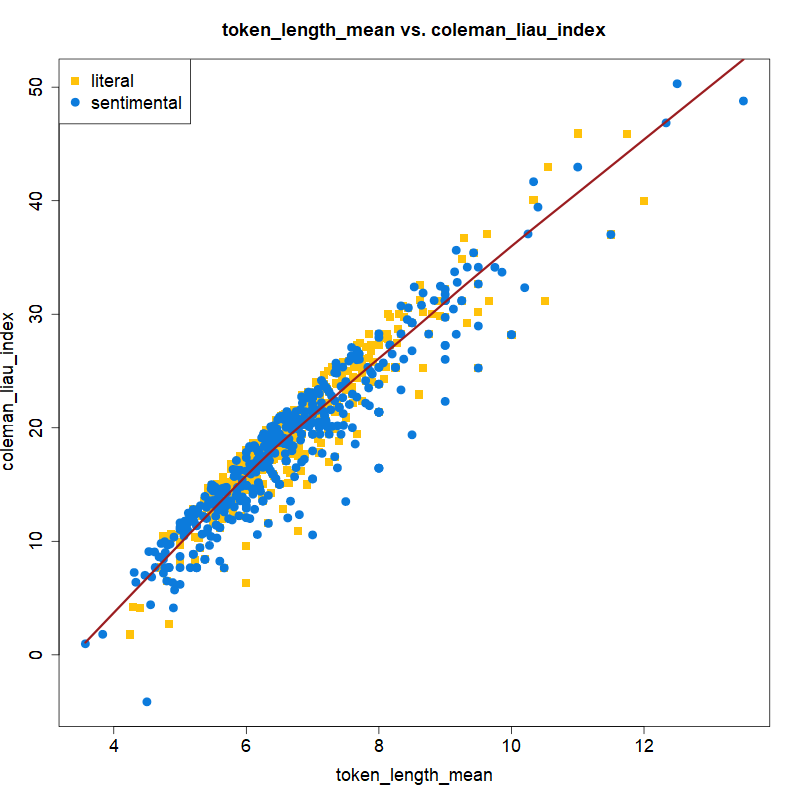 token_length_mean vs. coleman_liau_index
literal
sentimental
50
40
30
20
10
0
coleman_liau_index
4 6 8 10 12
token_length_mean